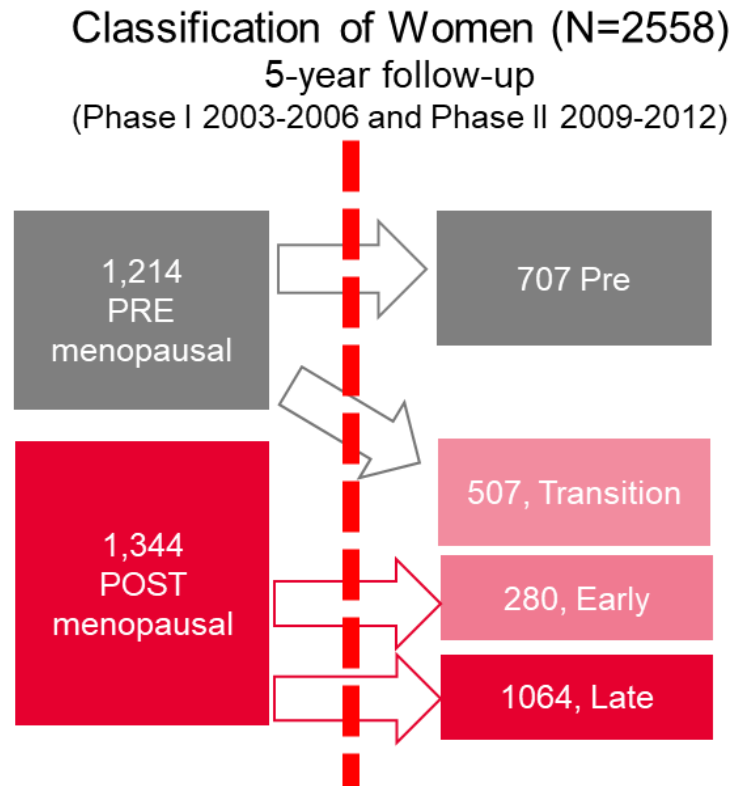 Classification of Women (N=2558)
5-year follow-up
(Phase I 2003-2006 and Phase II 2009-2012)
1,214
PRE
menopausal
707 Pre
507, Transition
1,344
POST
menopausal
280, Early
1064, Late